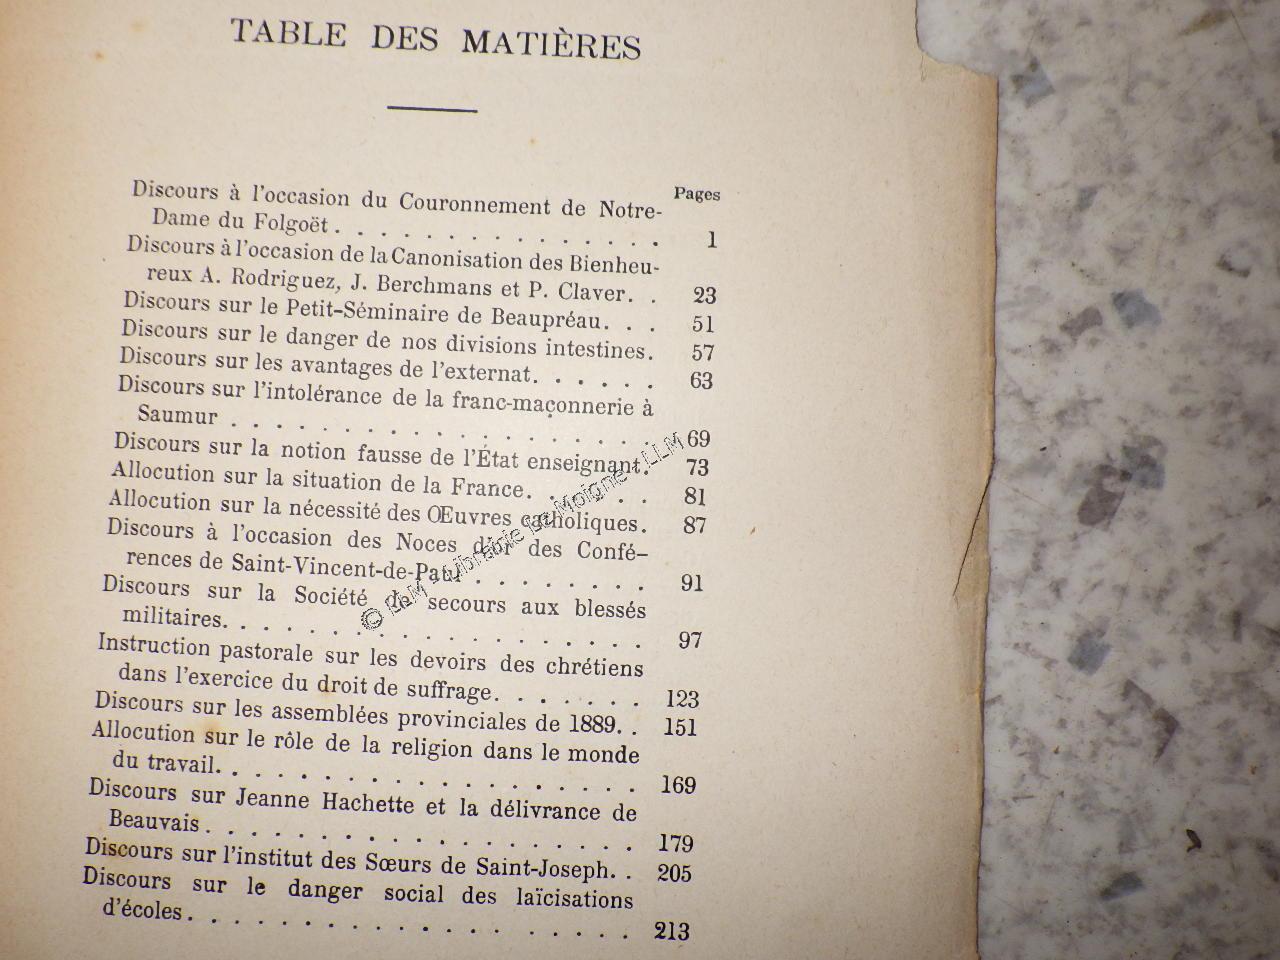 TABLE DES MATIÈRES
Pages
Discours à l'occasion du Couronnement de Notre-
Dame du Folgoët. . . . . . . . . . . . . . . 1
Discours à l'occasion de la Canonisation des Bienheu-
reux A. Rodriguez, J. Berchmans et P. Claver. . 23
Discours sur le Petit-Séminaire de Beaupréau. . . 51
Discours sur le danger de nos divisions intestines. 57
Discours sur les avantages de l'externat. . . . . . 63
Discours sur l'intolérance de la franc-maçonnerie à
Saumur . . . . . . . . . . . . . . . . . . . 69
Discours sur la notion fausse de l'État enseignant. 73
Allocution sur la situation de la France. . . . . . 81
Allocution sur la nécessité des Œuvres catholiques. 87
Discours à l'occasion des Noces d'or des Confé-
rences de Saint-Vincent-de-Paul . . . . . . . . 91
Discours sur la Société de secours aux blessés
militaires. . . . . . . . . . . . . . . . . . . 97
Instruction pastorale sur les devoirs des chrétiens
dans l'exercice du droit de suffrage. . . . . . . 123
Discours sur les assemblées provinciales de 1889. . 151
Allocution sur le rôle de la religion dans le monde
du travail. . . . . . . . . . . . . . . . . . . 169
Discours sur Jeanne Hachette et la délivrance de
Beauvais . . . . . . . . . . . . . . . . . . . 179
Discours sur l'institut des Sœurs de Saint-Joseph. . 205
Discours sur le danger social des laïcisations
d'écoles. . . . . . . . . . . . . . . . . . . 213
© LLM - Librairie Le Moigne - LLM